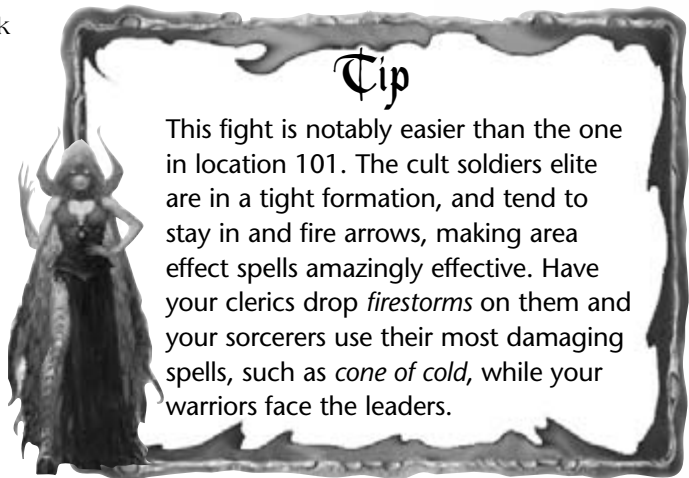 k
Tip
This fight is notably easier than the one
in location 101. The cult soldiers elite
are in a tight formation, and tend to
stay in and fire arrows, making area
effect spells amazingly effective. Have
your clerics drop firestorms on them and
your sorcerers use their most damaging
spells, such as cone of cold, while your
warriors face the leaders.